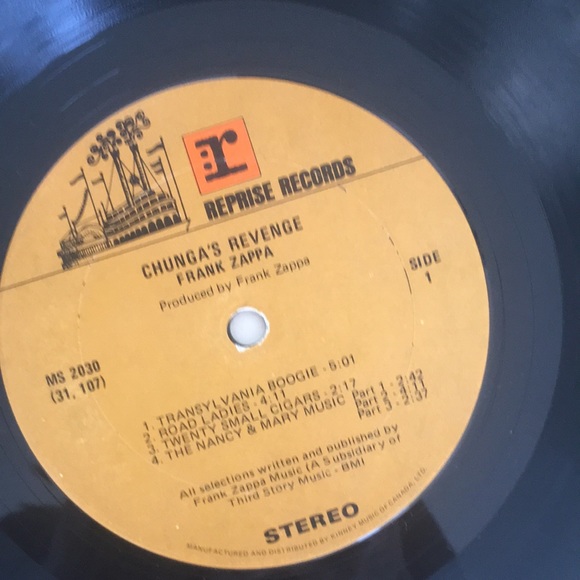 r
REPRISE RECORDS
CHUNGA'S REVENGE
FRANK ZAPPA
Produced by Frank Zappa
SIDE
1
MS 2030
(31, 107)
1. TRANSYLVANIA BOOGIE - 5:01
2. ROAD LADIES - 4:11
3. TWENTY SMALL CIGARS - 2:17
4. THE NANCY & MARY MUSIC Part 1 - 2:42
Part 2 - 4:11
Part 3 - 2:37
All selections written and published by
Frank Zappa Music (A Subsidiary of
Third Story Music - BMI
STEREO
MANUFACTURED AND DISTRIBUTED BY KINNEY MUSIC OF CANADA, LTD.